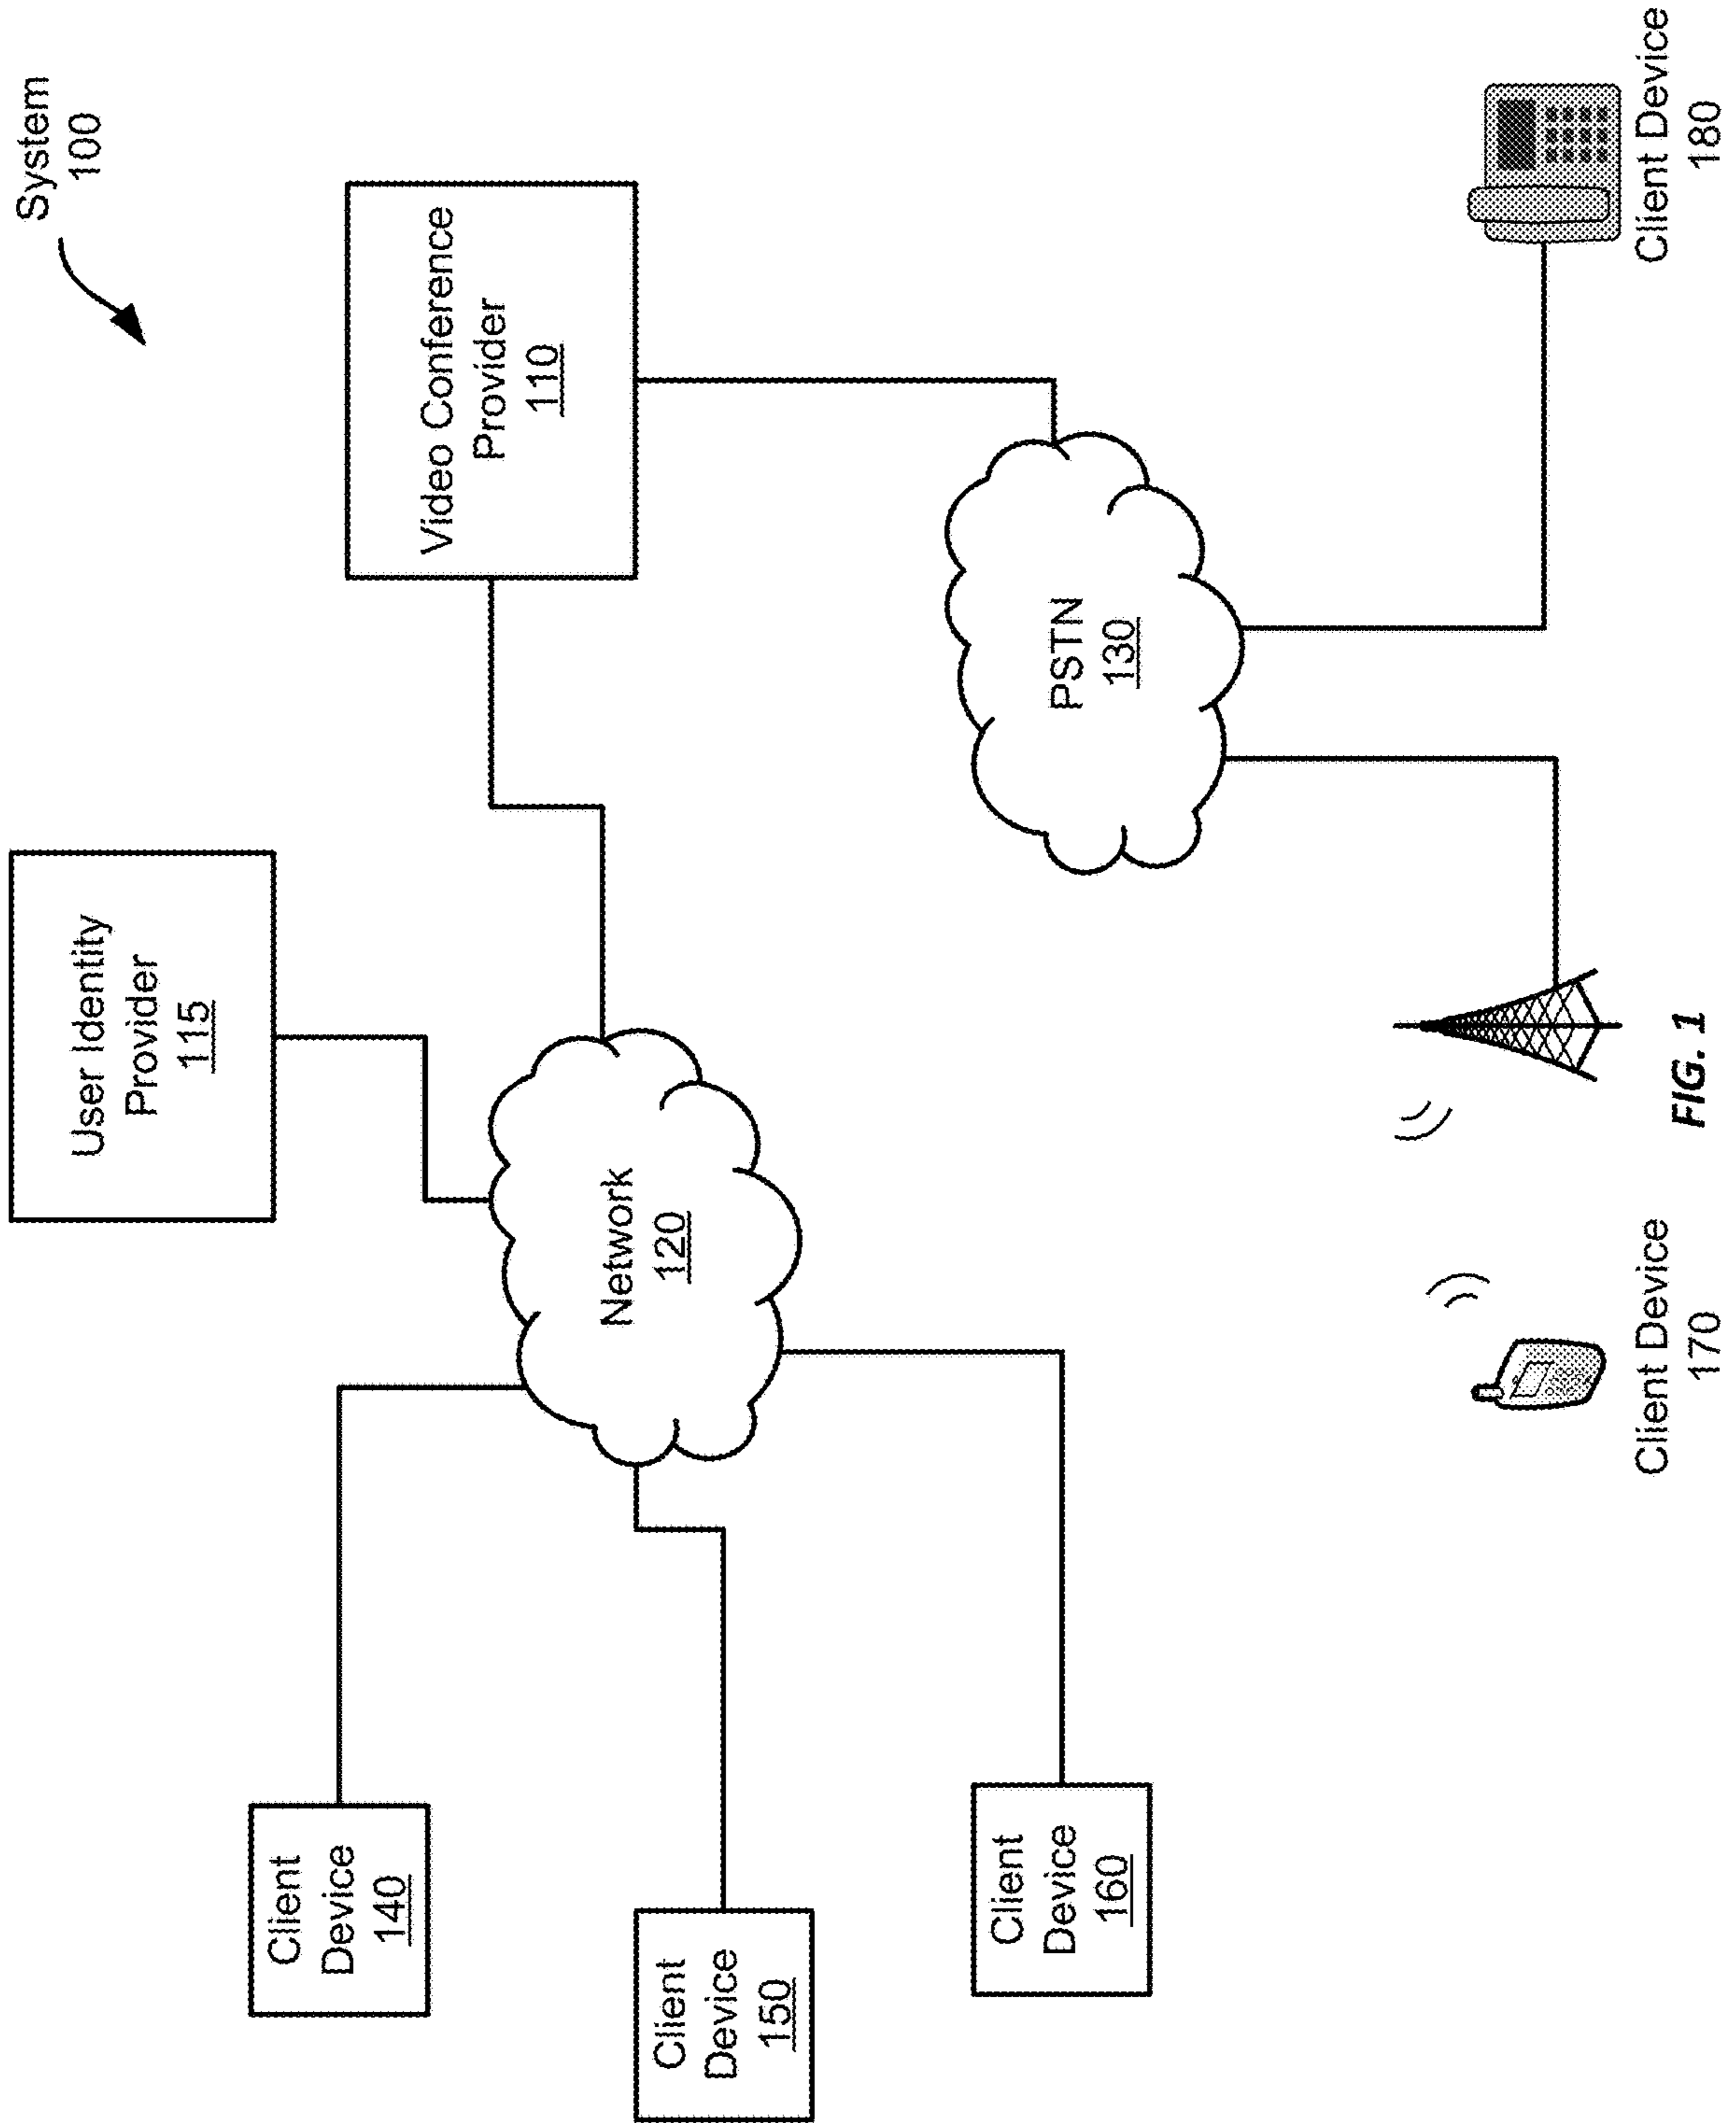 System
100
User Identity
Provider
115
Video Conference
Provider
110
Client
Device
140
Network
120
Client
Device
150
PSTN
130
Client
Device
160
Client Device
170
Client Device
180
FIG. 1